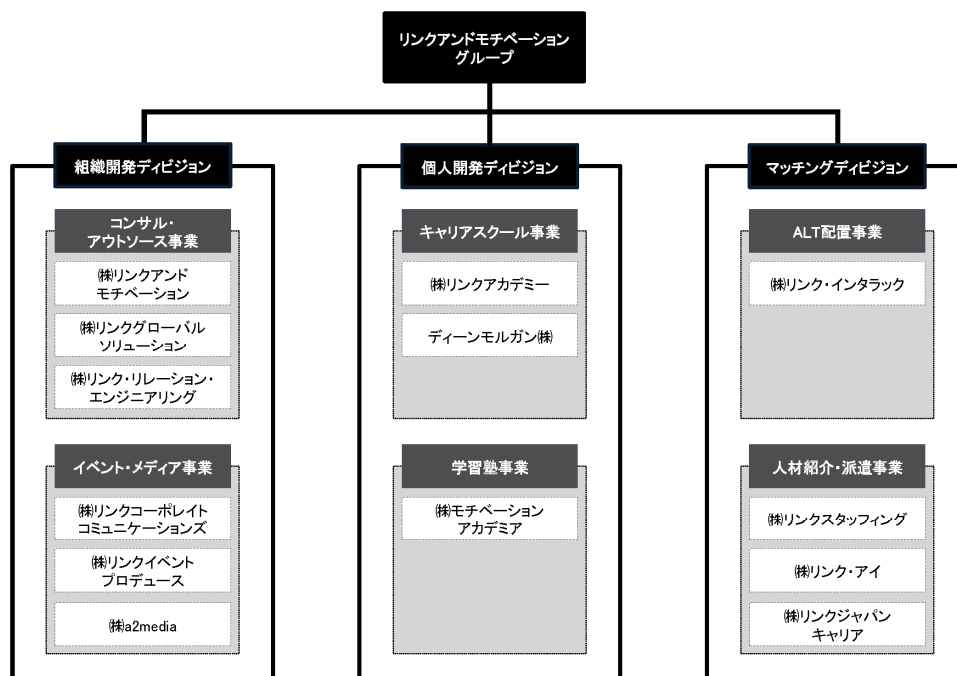 リンクアンドモチベーション
グループ
組織開発ディビジョン
コンサル・
アウトソース事業
㈱リンクアンド
モチベーション
㈱リンクグローバル
ソリューション
㈱リンク・リレーション・
エンジニアリング
イベント・メディア事業
㈱リンクコーポレイト
コミュニケーションズ
㈱リンクイベント
プロデュース
㈱a2media
個人開発ディビジョン
キャリアスクール事業
㈱リンクアカデミー
ディーンモルガン㈱
学習塾事業
㈱モチベーション
アカデミア
マッチングディビジョン
ALT配置事業
㈱リンク・インタラック
人材紹介・派遣事業
㈱リンクスタッフィング
㈱リンク・アイ
㈱リンクジャパン
キャリア